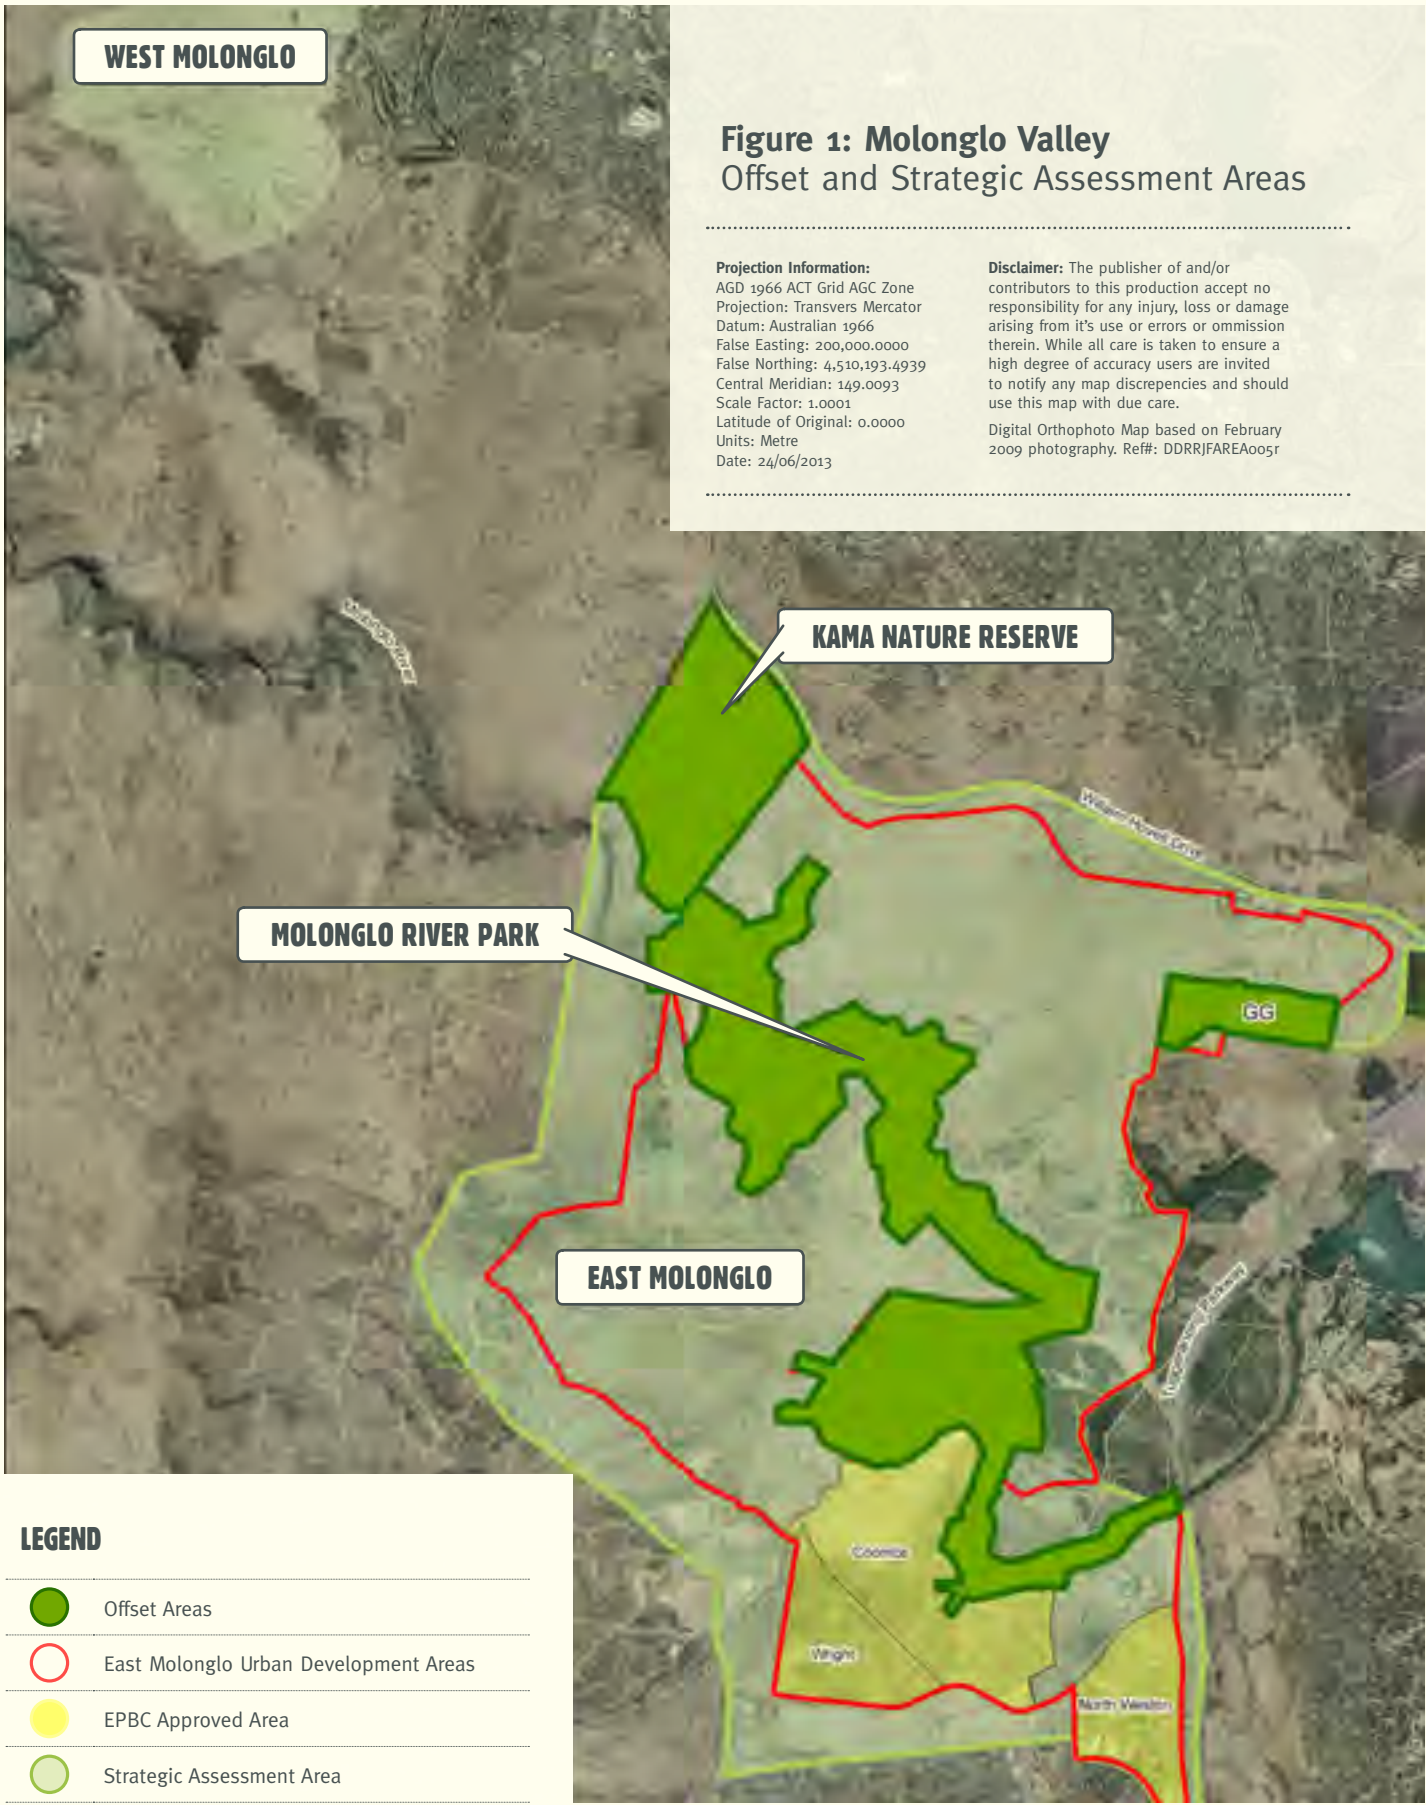 WEST MOLONGLO
Figure 1: Molonglo Valley
Offset and Strategic Assessment Areas
Projection Information:
AGD 1966 ACT Grid AGC Zone
Projection: Transvers Mercator
Datum: Australian 1966
False Easting: 200,000.0000
False Northing: 4,510,193.4939
Central Meridian: 149.0093
Scale Factor: 1.0001
Latitude of Original: 0.0000
Units: Metre
Date: 24/06/2013
Disclaimer: The publisher of and/or
contributors to this production accept no
responsibility for any injury, loss or damage
arising from it's use or errors or ommission
therein. While all care is taken to ensure a
high degree of accuracy users are invited
to notify any map discrepencies and should
use this map with due care.
Digital Orthophoto Map based on February
2009 photography. Ref#: DDRRJFAREA005r
Molonglo River
KAMA NATURE RESERVE
William Hovell Drive
MOLONGLO RIVER PARK
GG
EAST MOLONGLO
Tuggeranong Parkway
Coombs
Wright
North Weston
LEGEND
Offset Areas
East Molonglo Urban Development Areas
EPBC Approved Area
Strategic Assessment Area